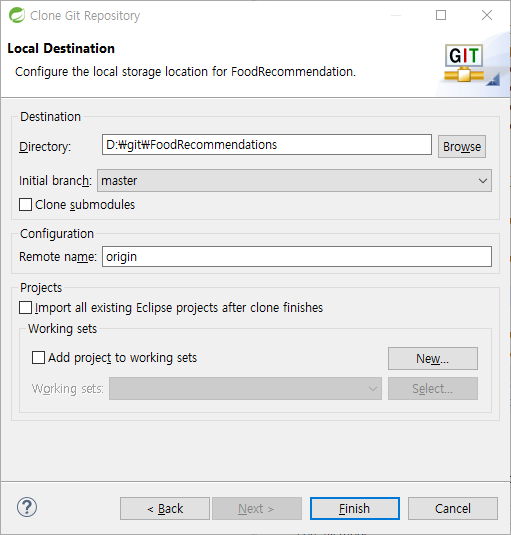 Clone Git Repository
Local Destination
Configure the local storage location for FoodRecommendation.
GIT
Destination
Directory: D:₩git₩FoodRecommendations Browse
Initial branch: master
Clone submodules
Configuration
Remote name: origin
Projects
Import all existing Eclipse projects after clone finishes
Working sets
Add project to working sets New...
Working sets: Select...
? < Back Next > Finish Cancel